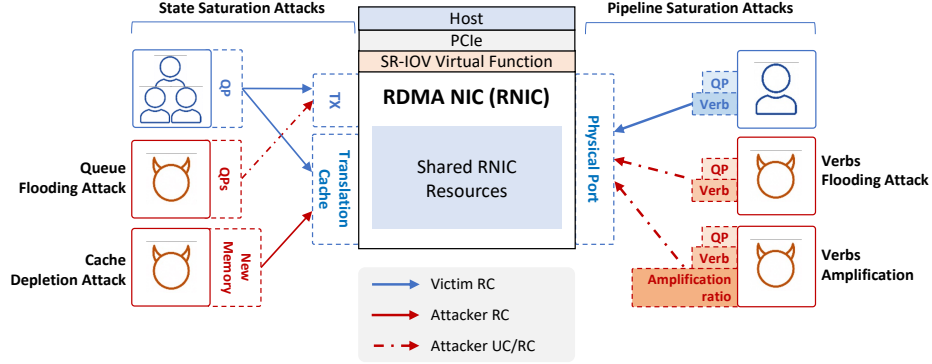 State Saturation Attacks
Host
PCIe
SR-IOV Virtual Function
Pipeline Saturation Attacks
QP
TX
RDMA NIC (RNIC)
Shared RNIC
Resources
Physical Port
QP
Verb
Queue
Flooding Attack
QPs
Translation
Cache
QP
Verb
Verbs
Flooding Attack
Cache
Depletion Attack
New
Memory
QP
Verb
Amplification
ratio
Verbs
Amplification
Victim RC
Attacker RC
Attacker UC/RC